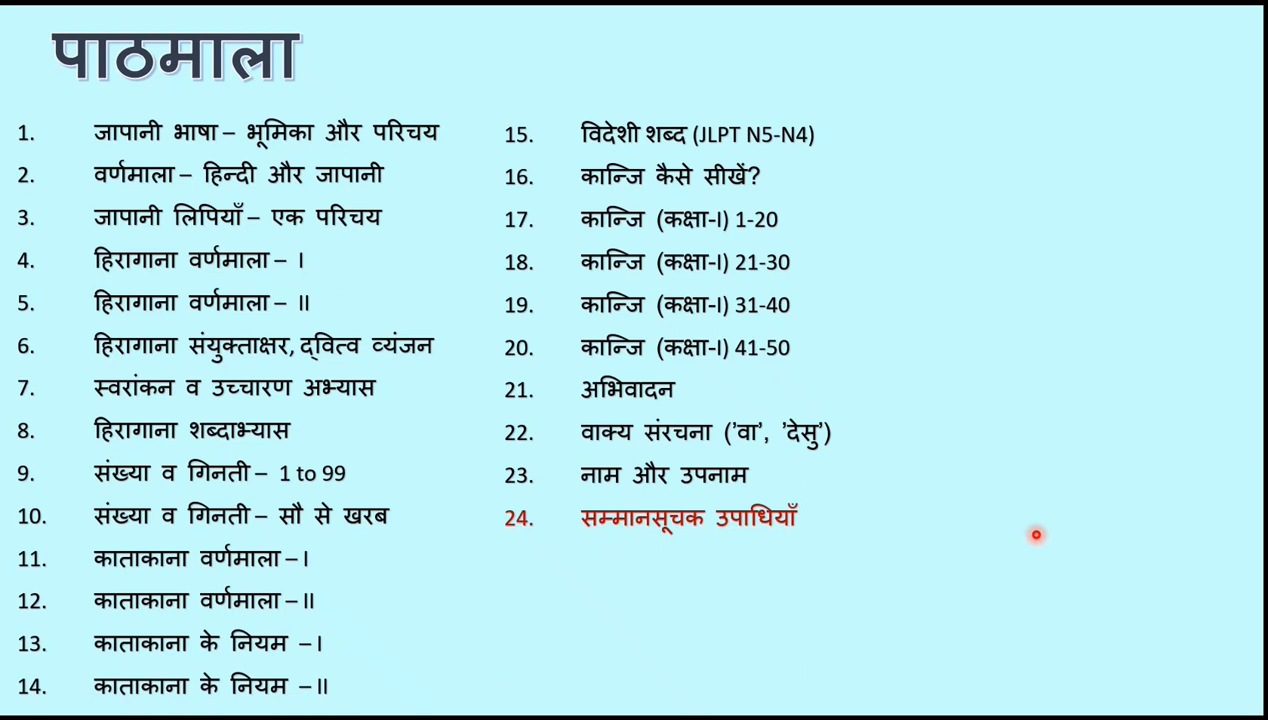 पाठमाला
1. जापानी भाषा – भूमिका और परिचय
2. वर्णमाला – हिन्दी और जापानी
3. जापानी लिपियाँ – एक परिचय
4. हिरागाना वर्णमाला – I
5. हिरागाना वर्णमाला – II
6. हिरागाना संयुक्ताक्षर, द्वित्व व्यंजन
7. स्वरांकन व उच्चारण अभ्यास
8. हिरागाना शब्दाभ्यास
9. संख्या व गिनती – 1 to 99
10. संख्या व गिनती – सौ से खरब
11. काताकाना वर्णमाला – I
12. काताकाना वर्णमाला – II
13. काताकाना के नियम – I
14. काताकाना के नियम – II
15. विदेशी शब्द (JLPT N5-N4)
16. कान्जि कैसे सीखें?
17. कान्जि (कक्षा-I) 1-20
18. कान्जि (कक्षा-I) 21-30
19. कान्जि (कक्षा-I) 31-40
20. कान्जि (कक्षा-I) 41-50
21. अभिवादन
22. वाक्य संरचना (’वा’, ’देसु’)
23. नाम और उपनाम
24. सम्मानसूचक उपाधियाँ